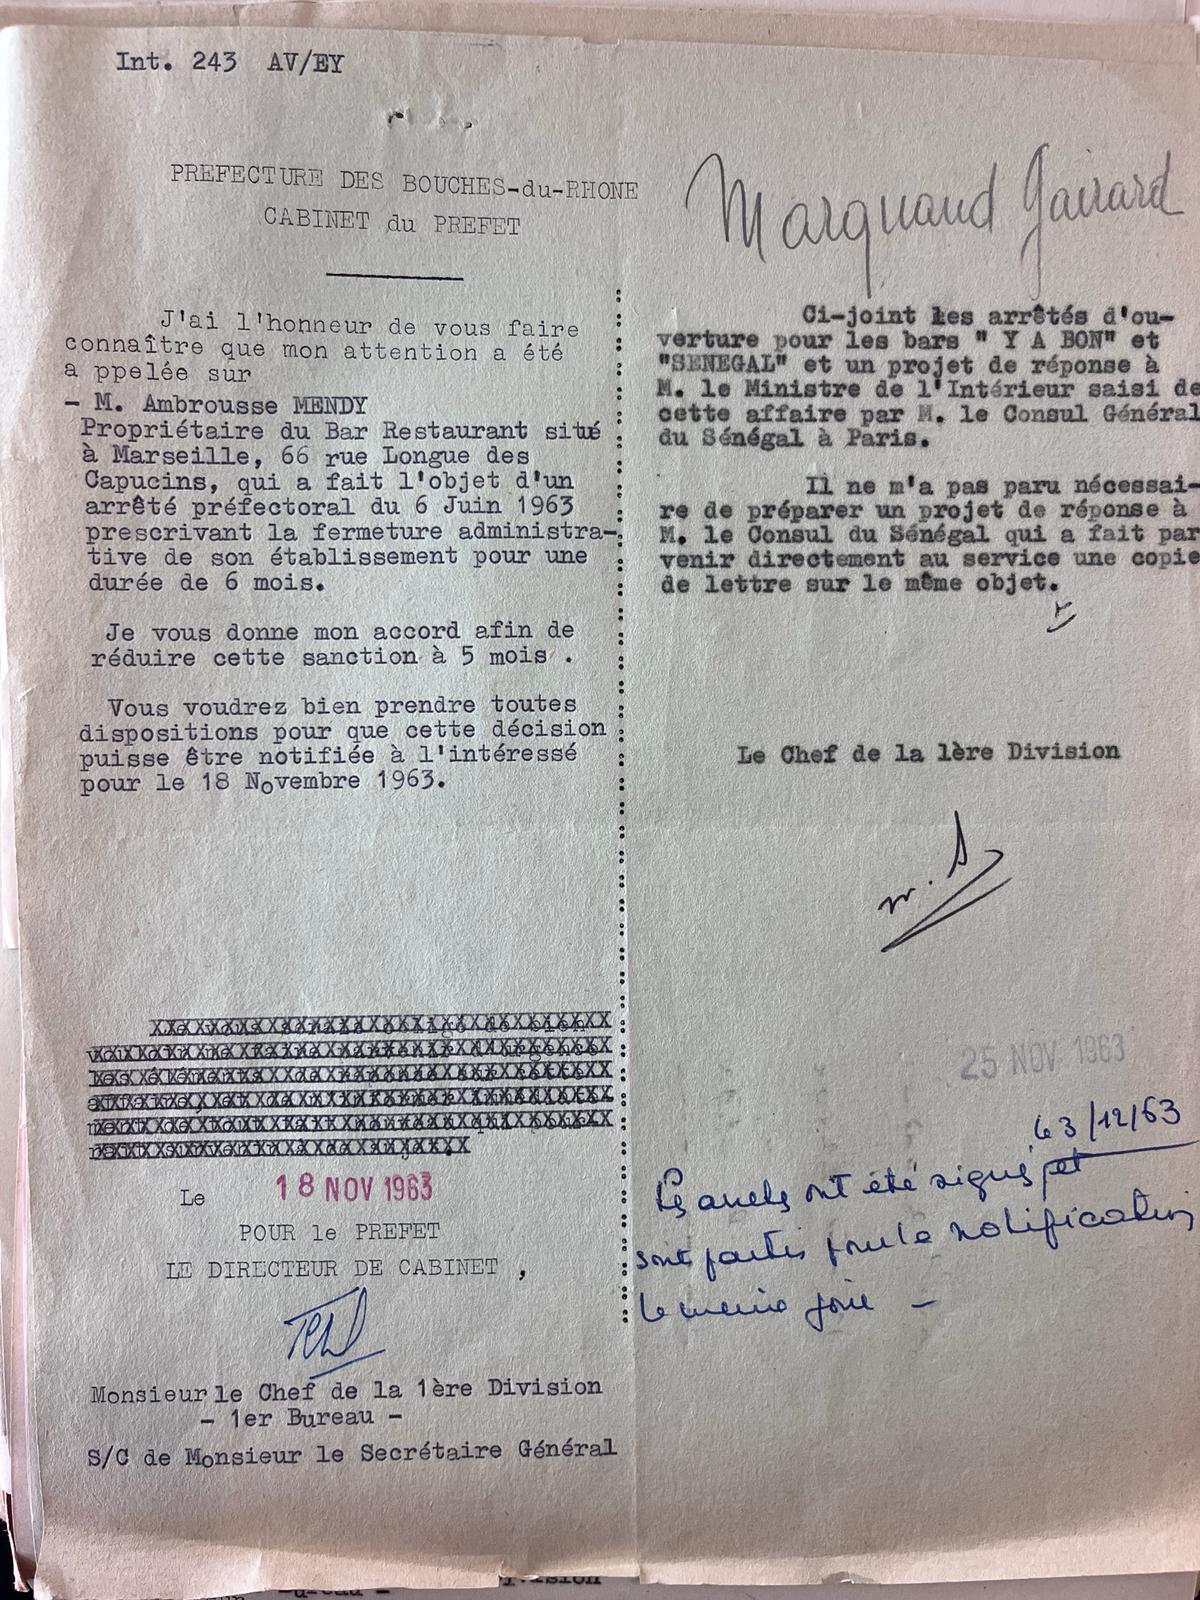 Int. 243 AV/EY
PREFECTURE DES BOUCHES-du-RHONE
CABINET du PREFET
J'ai l'honneur de vous faire
connaître que mon attention a été
a ppelée sur
- M. Ambrousse MENDY
Propriétaire du Bar Restaurant situé
à Marseille, 66 rue Longue des
Capucins, qui a fait l'objet d'un
arrêté préfectoral du 6 Juin 1963
prescrivant la fermeture administra-
tive de son établissement pour une
durée de 6 mois.
Je vous donne mon accord afin de
réduire cette sanction à 5 mois .
Vous voudrez bien prendre toutes
dispositions pour que cette décision
puisse être notifiée à l'intéressé
pour le 18 Novembre 1963.
Le 18 NOV 1963
POUR le PREFET
LE DIRECTEUR DE CABINET ,
Monsieur le Chef de la 1ère Division
- 1er Bureau -
S/C de Monsieur le Secrétaire Général
Marquand Gairard
Ci-joint les arrêtés d'ou-
verture pour les bars " Y A BON" et
"SENEGAL" et un projet de réponse à
M. le Ministre de l'Intérieur saisi de
cette affaire par M. le Consul Général
du Sénégal à Paris.
Il ne m'a pas paru nécessai-
re de préparer un projet de réponse à
M. le Consul du Sénégal qui a fait par
venir directement au service une copie
de lettre sur le même objet.
Le Chef de la 1ère Division
25 NOV 1963
le 3/12/63
ont été signés et
sont parties pour la notification
le même jour -